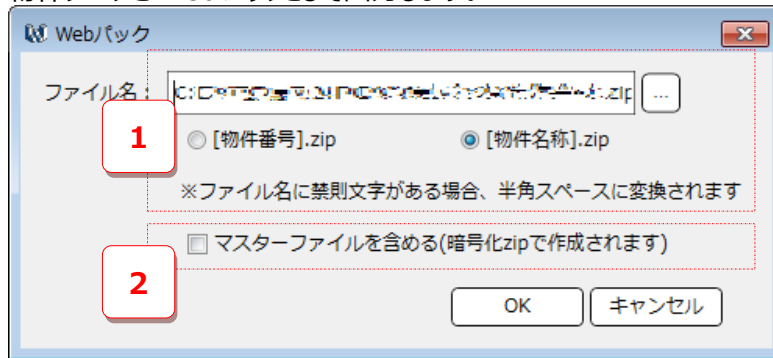 Webパック
ファイル名：
.zip
...
1
[物件番号].zip
[物件名称].zip
※ファイル名に禁則文字がある場合、半角スペースに変換されます
マスターファイルを含める(暗号化zipで作成されます)
2
OK
キャンセル